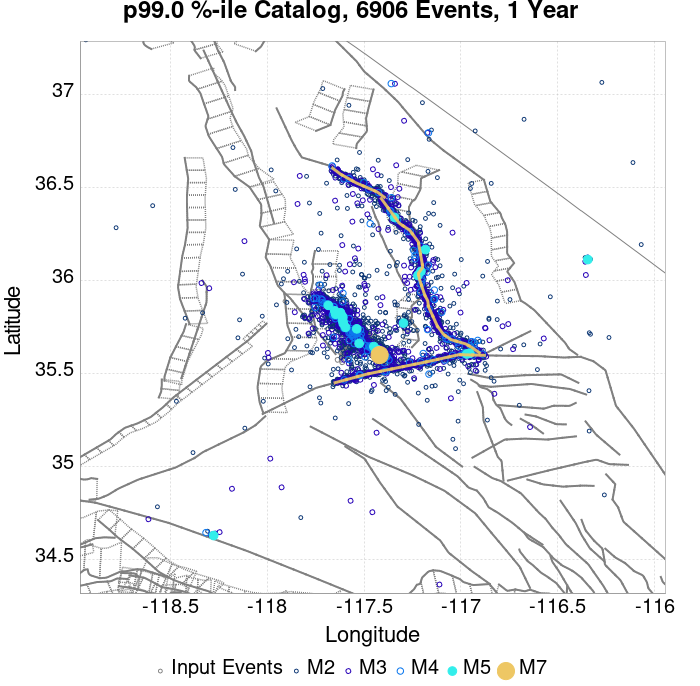 p99.0 %-ile Catalog, 6906 Events, 1 Year
37
36.5
36
35.5
35
34.5
Latitude
-118.5 -118 -117.5 -117 -116.5 -116
Longitude
Input Events M2 M3 M4 M5 M7